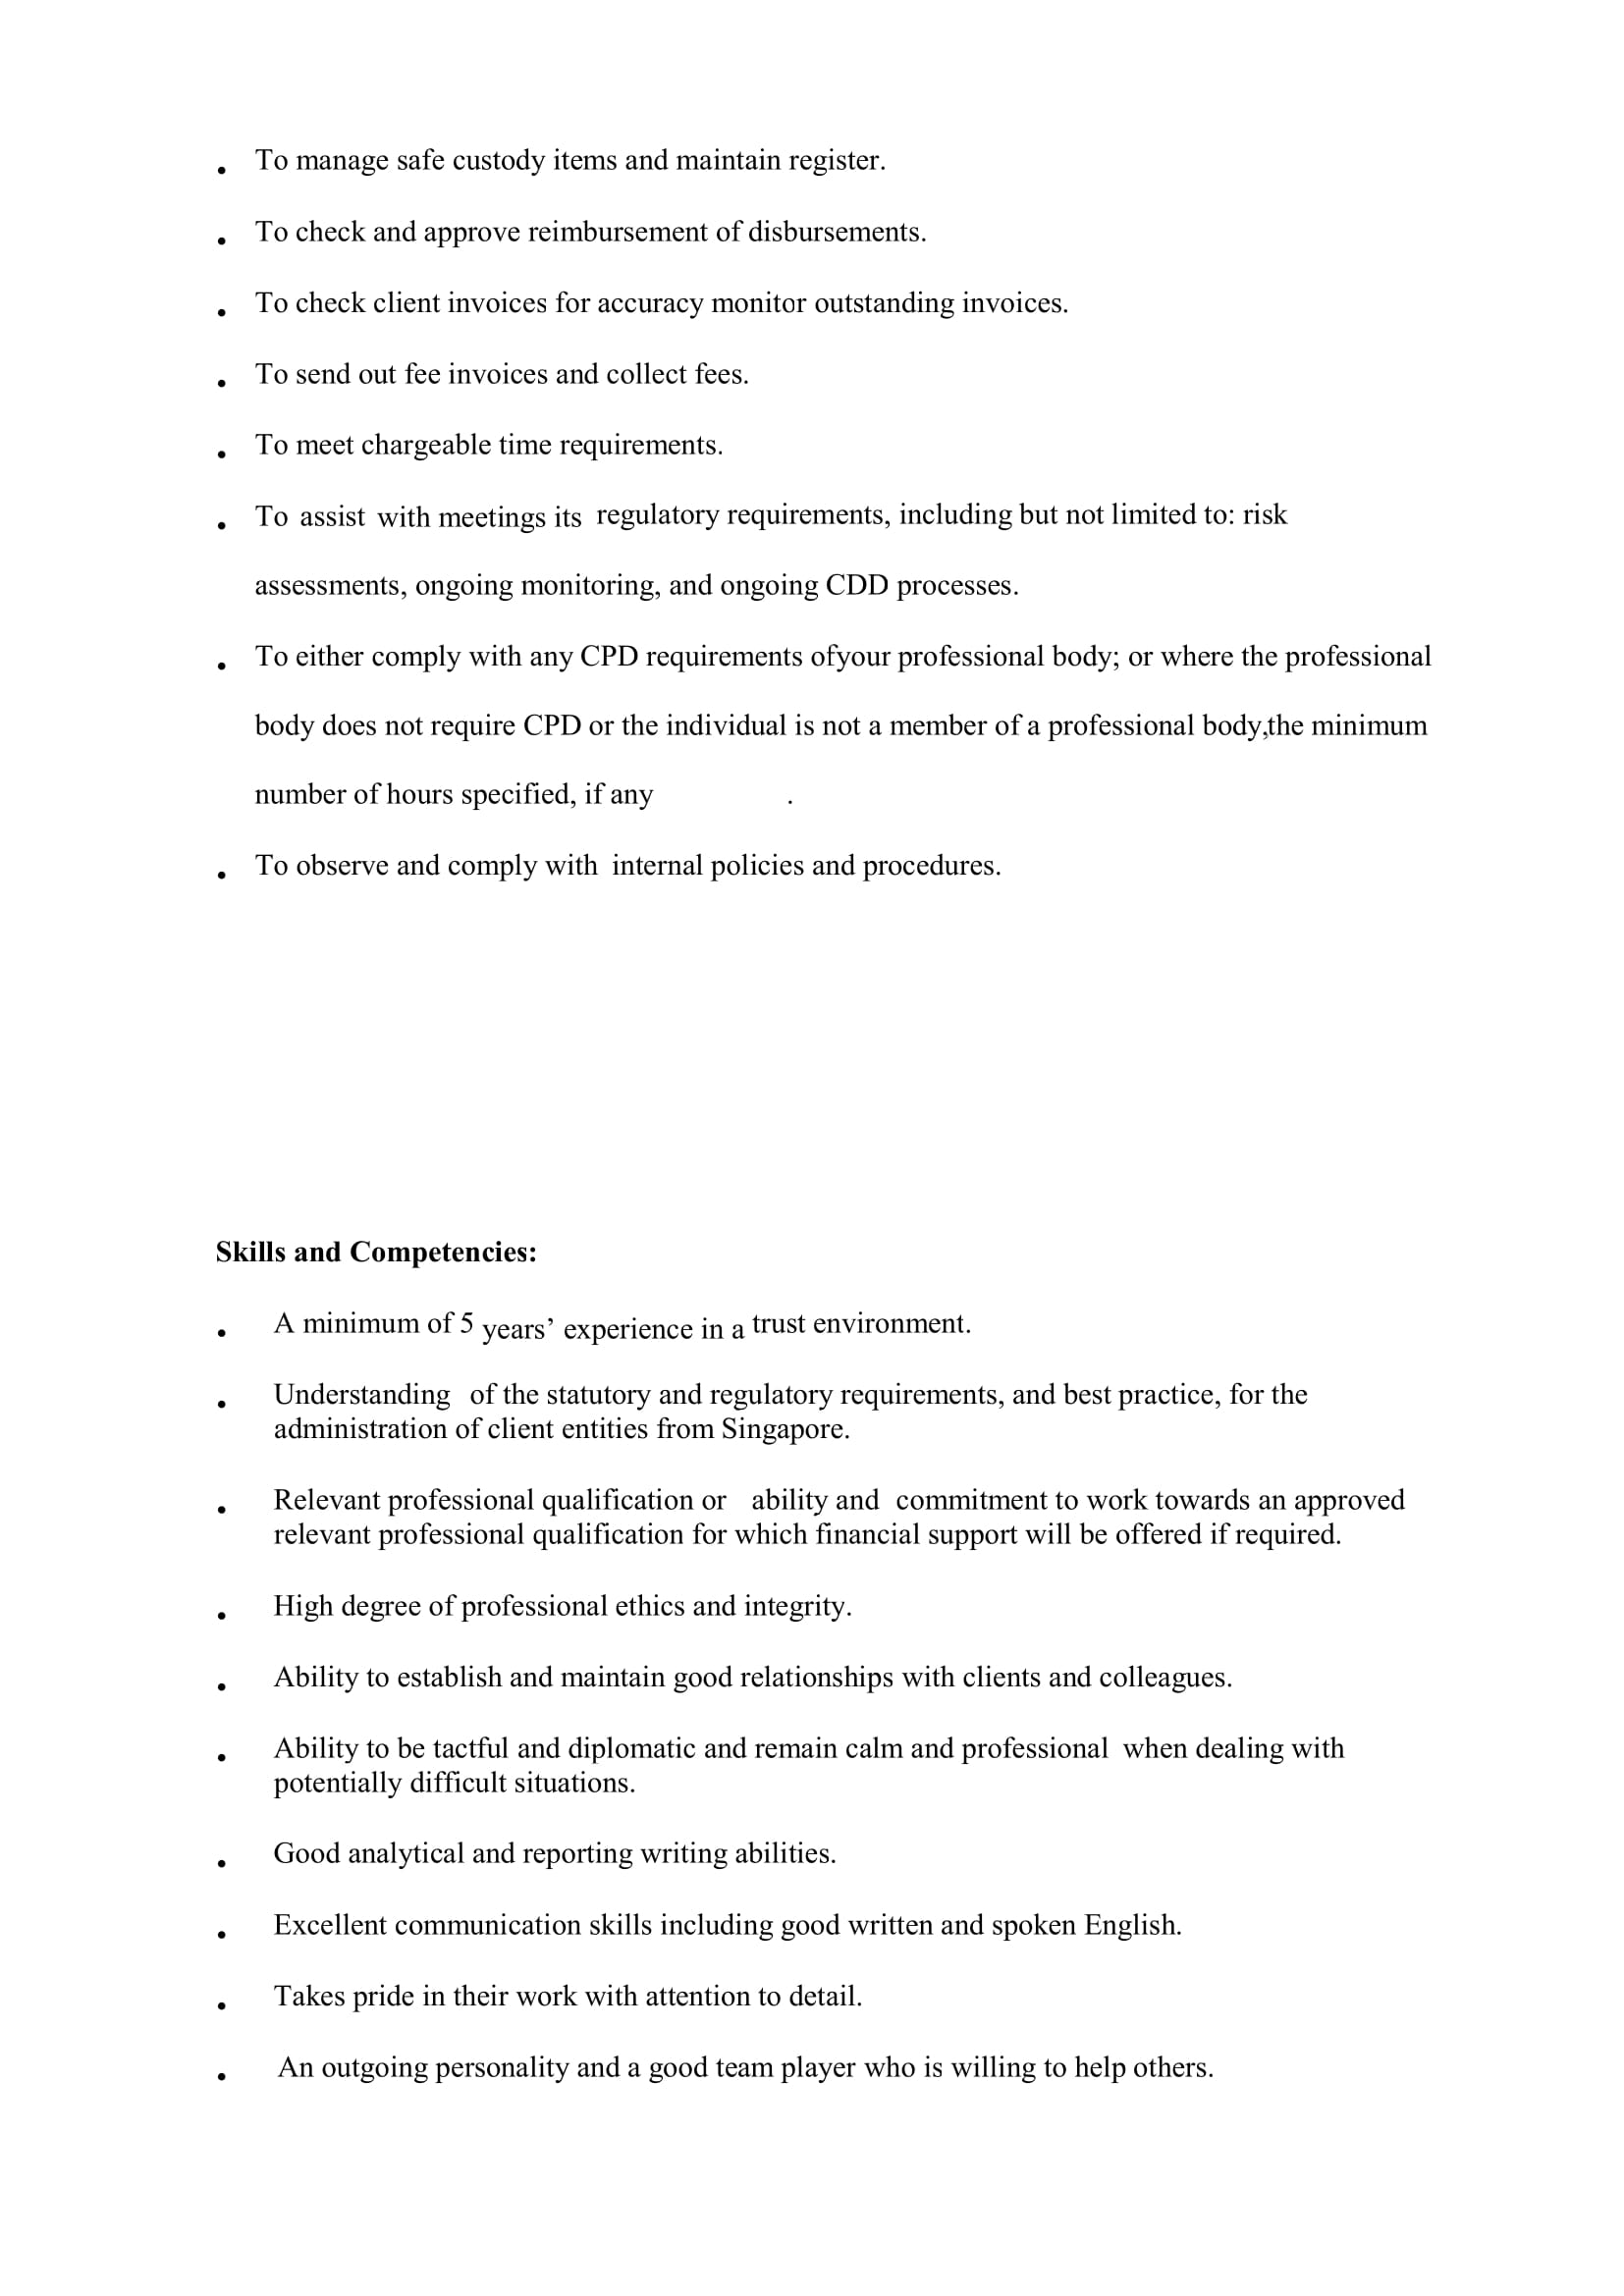 • To manage safe custody items and maintain register.
• To check and approve reimbursement of disbursements.
• To check client invoices for accuracy monitor outstanding invoices.
• To send out fee invoices and collect fees.
• To meet chargeable time requirements.
• To assist with meetings its regulatory requirements, including but not limited to: risk
assessments, ongoing monitoring, and ongoing CDD processes.
• To either comply with any CPD requirements ofyour professional body; or where the professional
body does not require CPD or the individual is not a member of a professional body,the minimum
number of hours specified, if any .
• To observe and comply with internal policies and procedures.
Skills and Competencies:
• A minimum of 5 years’ experience in a trust environment.
• Understanding of the statutory and regulatory requirements, and best practice, for the
administration of client entities from Singapore.
• Relevant professional qualification or ability and commitment to work towards an approved
relevant professional qualification for which financial support will be offered if required.
• High degree of professional ethics and integrity.
• Ability to establish and maintain good relationships with clients and colleagues.
• Ability to be tactful and diplomatic and remain calm and professional when dealing with
potentially difficult situations.
• Good analytical and reporting writing abilities.
• Excellent communication skills including good written and spoken English.
• Takes pride in their work with attention to detail.
• An outgoing personality and a good team player who is willing to help others.